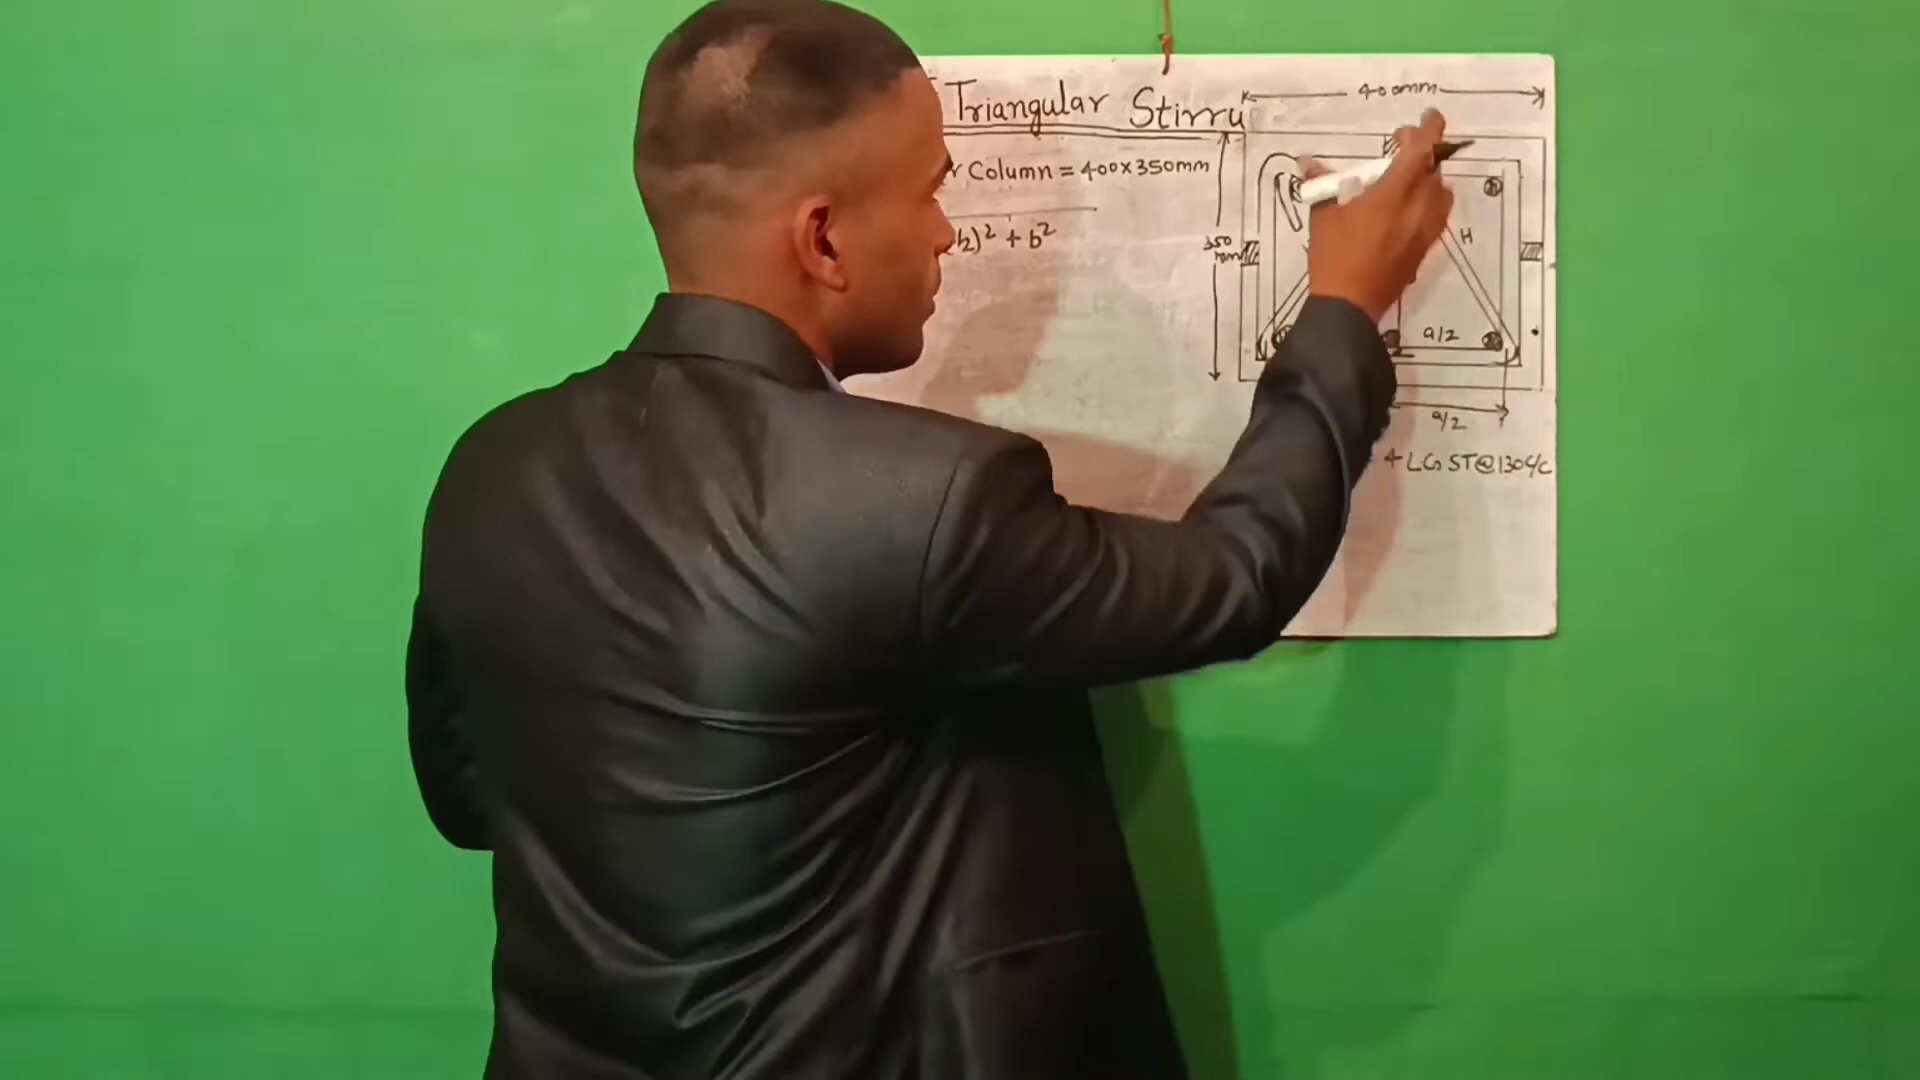 Triangular Stirru
400mm
Column = 400x350mm
2)² + b²
350
mm
H
a/2
a/2
4LG ST@130C/C